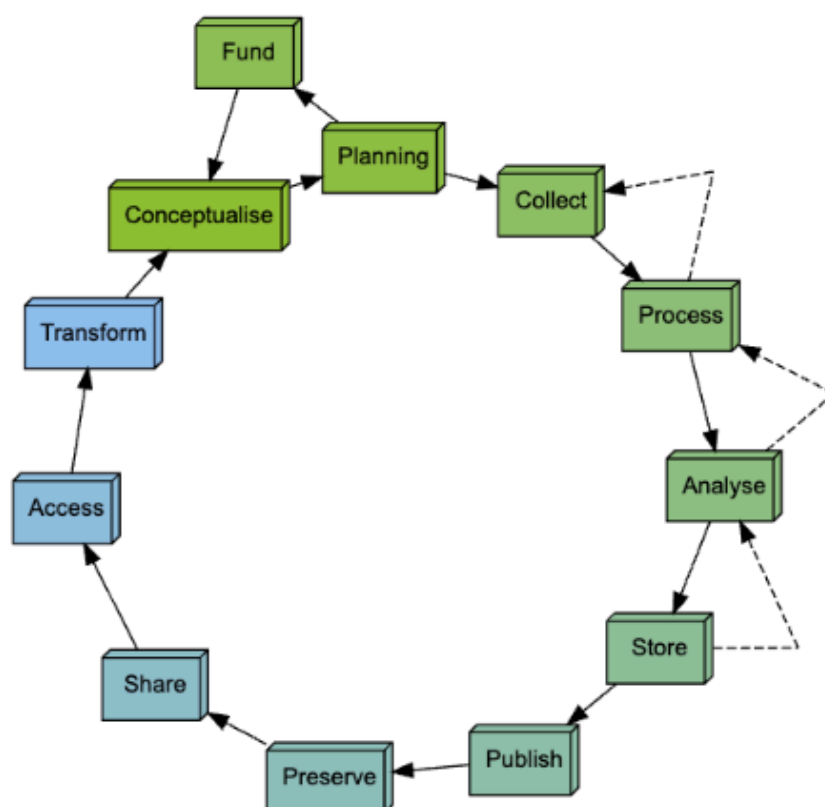 Fund
Planning
Conceptualise
Collect
Process
Analyse
Store
Publish
Preserve
Share
Access
Transform